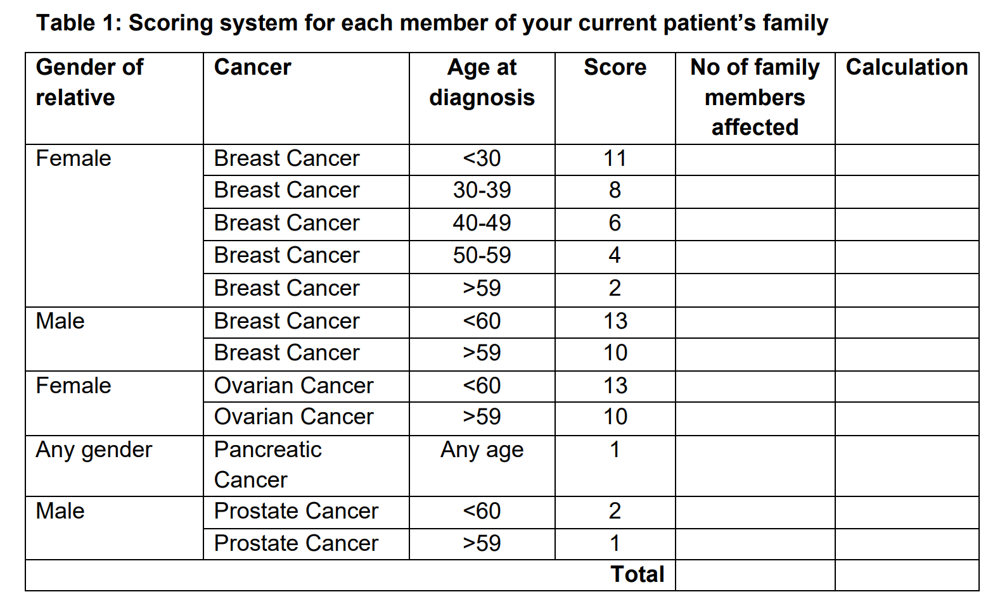 Table 1: Scoring system for each member of your current patient’s family
Gender of relative Cancer Age at diagnosis Score No of family members affected Calculation
Female Breast Cancer <30 11
Breast Cancer 30-39 8
Breast Cancer 40-49 6
Breast Cancer 50-59 4
Breast Cancer >59 2
Male Breast Cancer <60 13
Breast Cancer >59 10
Female Ovarian Cancer <60 13
Ovarian Cancer >59 10
Any gender Pancreatic Cancer Any age 1
Male Prostate Cancer <60 2
Prostate Cancer >59 1
Total